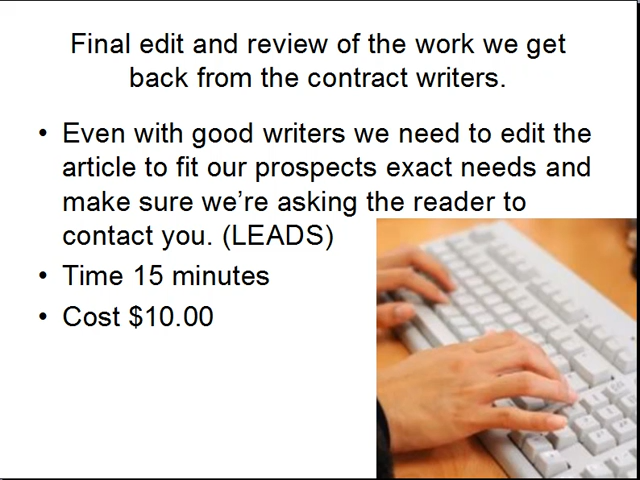 Final edit and review of the work we get
back from the contract writers.
• Even with good writers we need to edit the
article to fit our prospects exact needs and
make sure we're asking the reader to
contact you. (LEADS)
• Time 15 minutes
• Cost $10.00